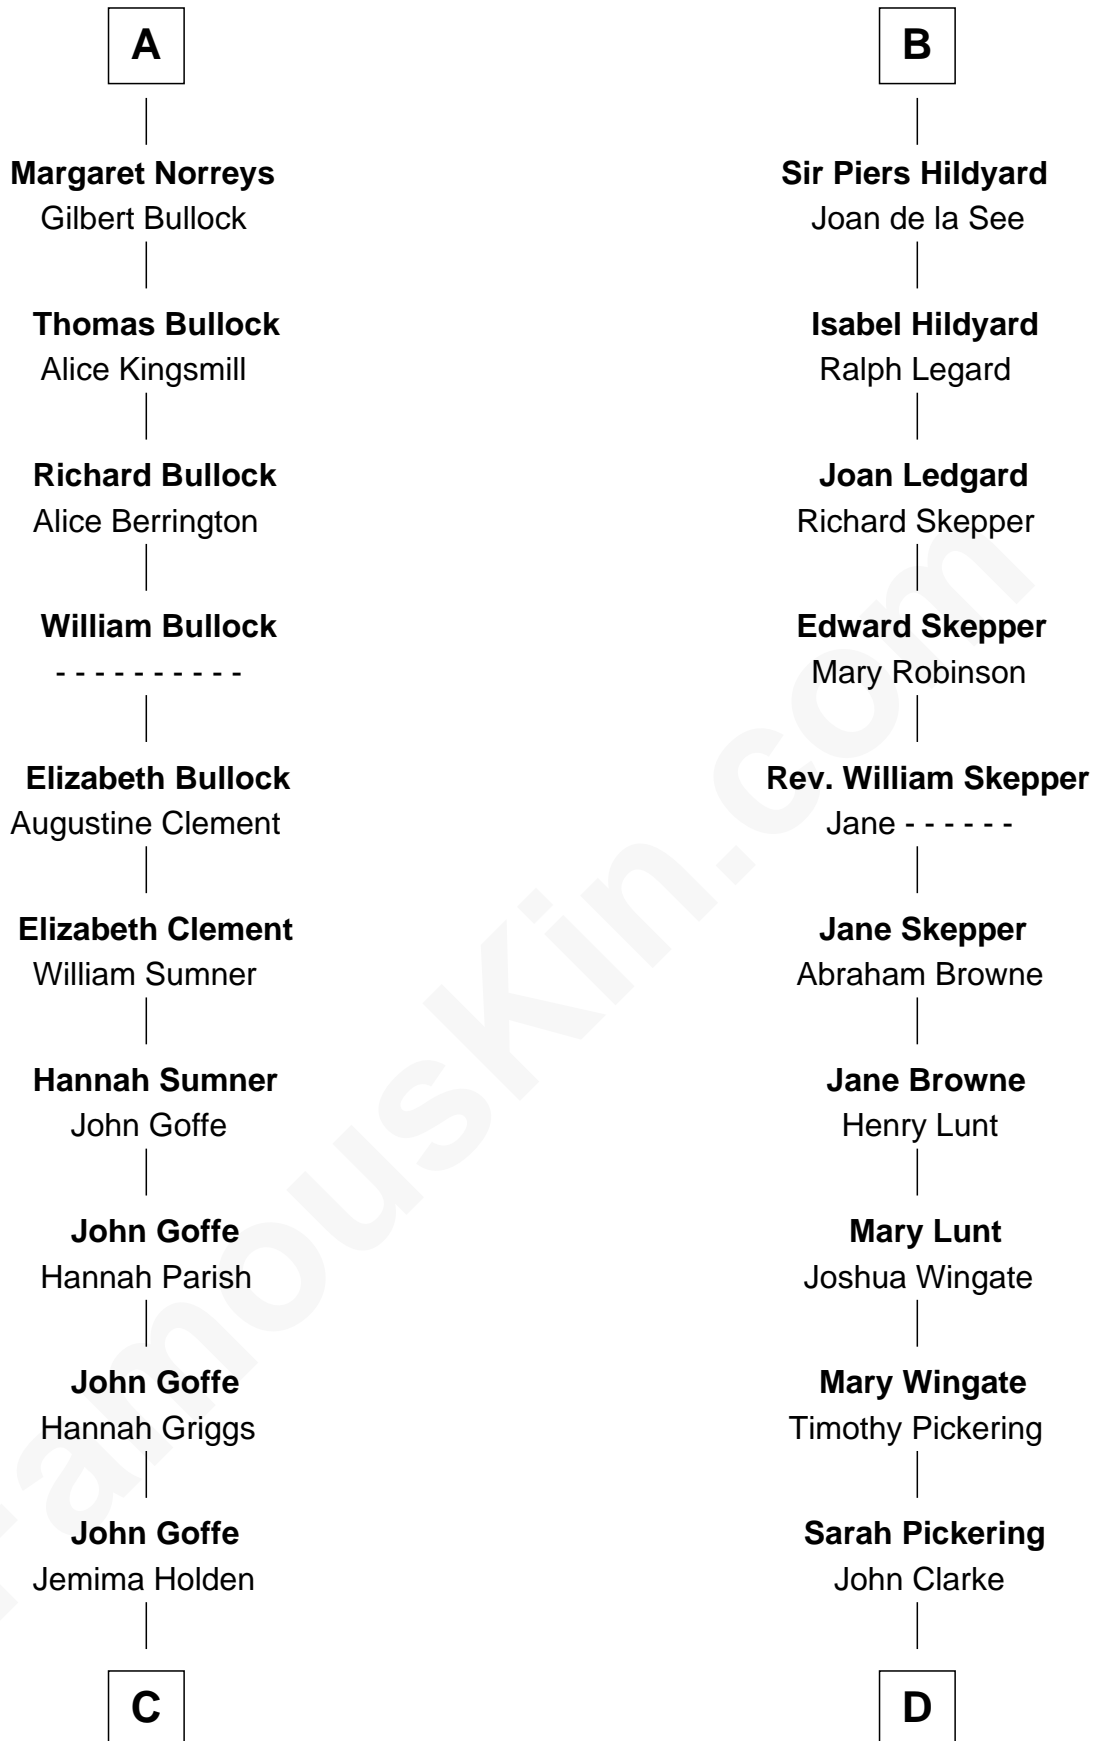 A
Margaret Norreys
Gilbert Bullock
Thomas Bullock
Alice Kingsmill
Richard Bullock
Alice Berrington
William Bullock
- - - - - - - - - -
Elizabeth Bullock
Augustine Clement
Elizabeth Clement
William Sumner
Hannah Sumner
John Goffe
John Goffe
Hannah Parish
John Goffe
Hannah Griggs
John Goffe
Jemima Holden
C
B
Sir Piers Hildyard
Joan de la See
Isabel Hildyard
Ralph Legard
Joan Ledgard
Richard Skepper
Edward Skepper
Mary Robinson
Rev. William Skepper
Jane - - - - - -
Jane Skepper
Abraham Browne
Jane Browne
Henry Lunt
Mary Lunt
Joshua Wingate
Mary Wingate
Timothy Pickering
Sarah Pickering
John Clarke
D
FamousKin.com